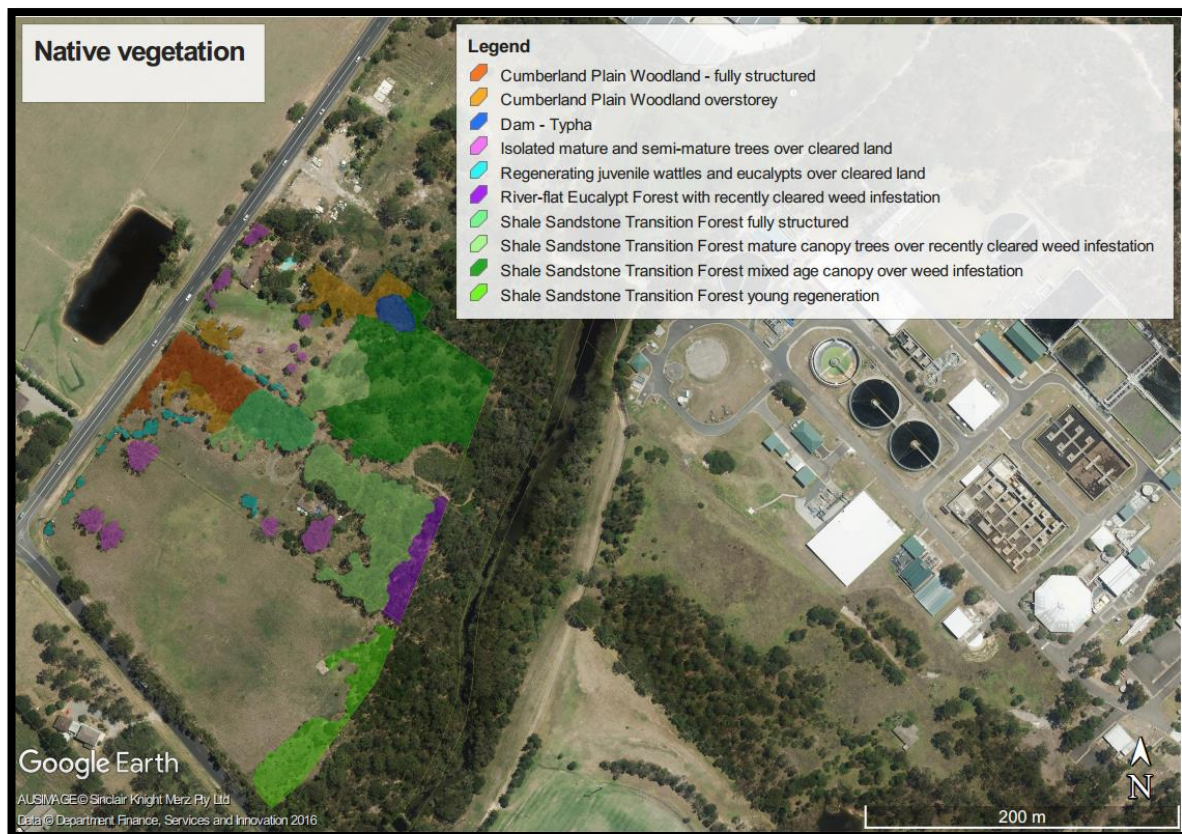 Native vegetation
Legend
Cumberland Plain Woodland - fully structured
Cumberland Plain Woodland overstorey
Dam - Typha
Isolated mature and semi-mature trees over cleared land
Regenerating juvenile wattles and eucalypts over cleared land
River-flat Eucalypt Forest with recently cleared weed infestation
Shale Sandstone Transition Forest fully structured
Shale Sandstone Transition Forest mature canopy trees over recently cleared weed infestation
Shale Sandstone Transition Forest mixed age canopy over weed infestation
Shale Sandstone Transition Forest young regeneration
Google Earth
AUSIMAGE © Sinclair Knight Merz Pty Ltd
Data © Department Finance, Services and Innovation 2016
N
200 m